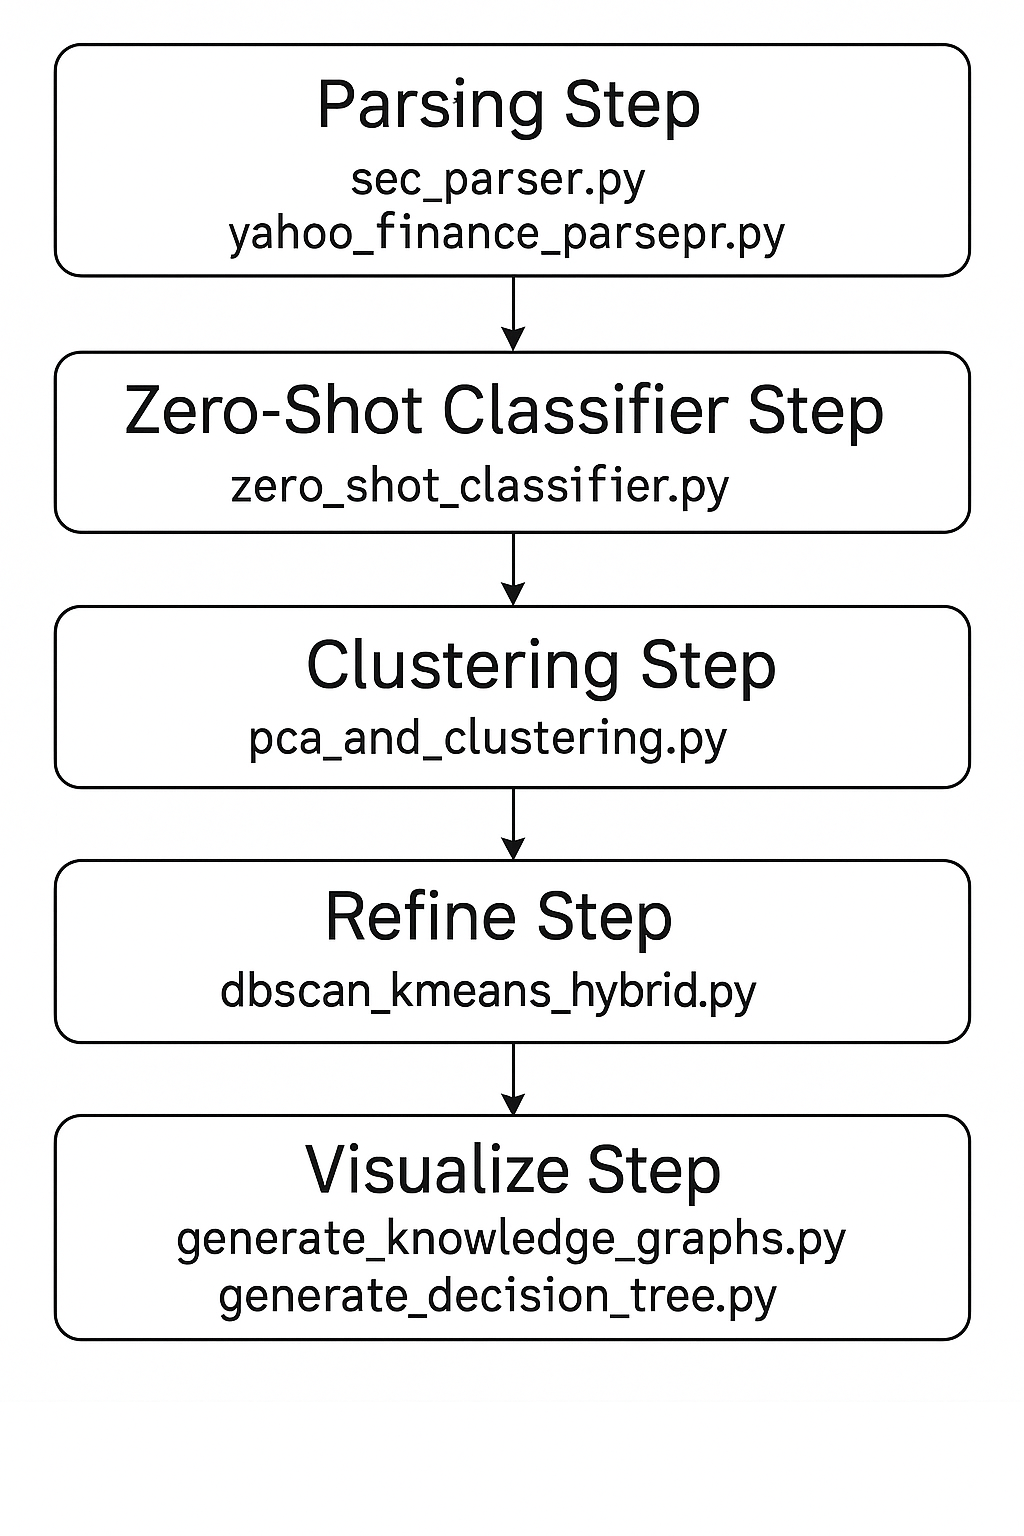 Parsing Step
sec_parser.py
yahoo_finance_parsepr.py
Zero-Shot Classifier Step
zero_shot_classifier.py
Clustering Step
pca_and_clustering.py
Refine Step
dbscan_kmeans_hybrid.py
Visualize Step
generate_knowledge_graphs.py
generate_decision_tree.py